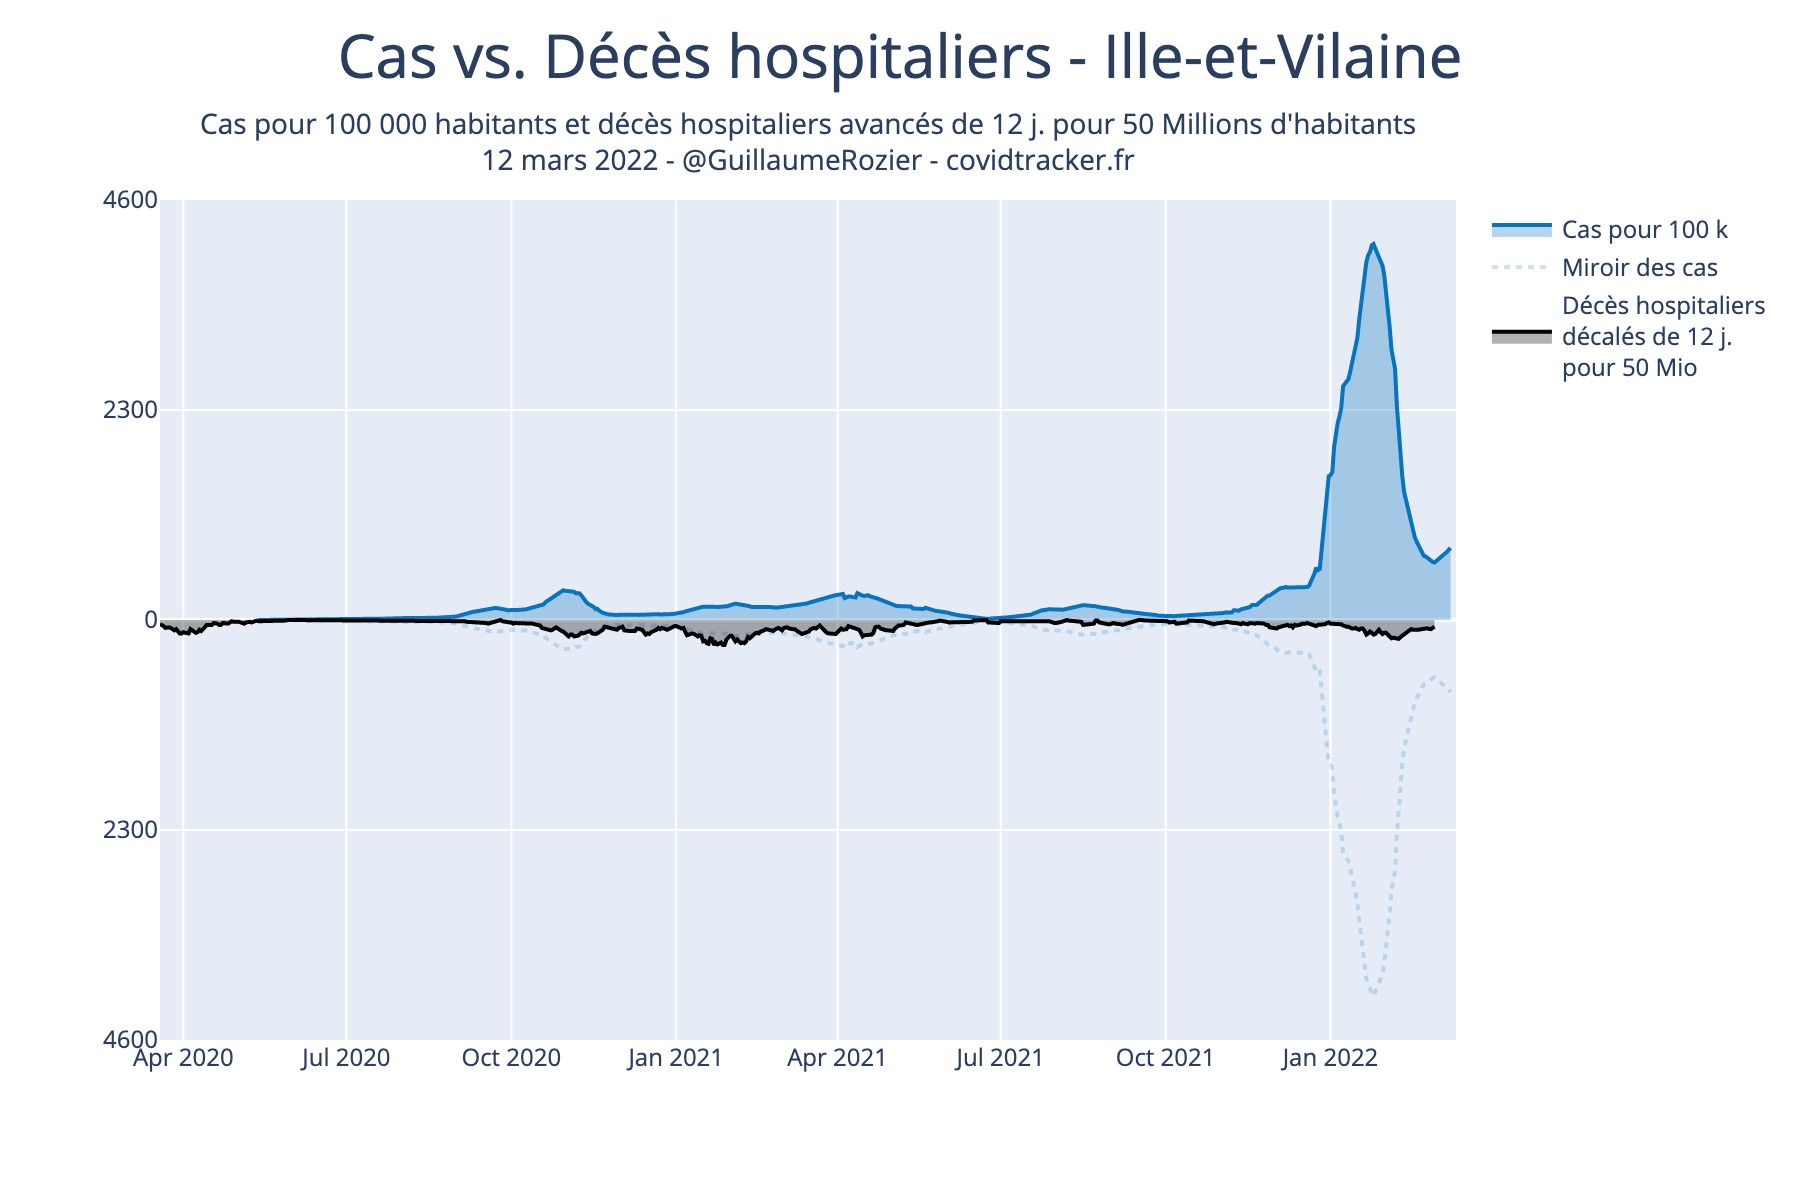 Cas vs. Décès hospitaliers - Ille-et-Vilaine
Cas pour 100 000 habitants et décès hospitaliers avancés de 12 j. pour 50 Millions d'habitants
12 mars 2022 - @GuillaumeRozier - covidtracker.fr
4600
2300
0
2300
4600
Apr 2020
Jul 2020
Oct 2020
Jan 2021
Apr 2021
Jul 2021
Oct 2021
Jan 2022
Cas pour 100 k
Miroir des cas
Décès hospitaliers
décalés de 12 j.
pour 50 Mio